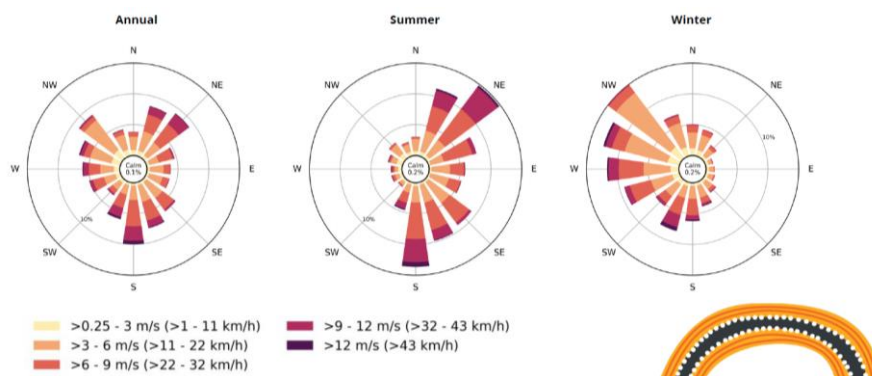 Annual
Summer
Winter
N
N
N
NW
NE
NW
NE
NW
NE
10%
W
Calm
0.1%
E
W
Calm
0.2%
E
W
Calm
0.2%
E
10%
10%
SW
SE
SW
SE
SW
SE
S
S
S
>0.25 - 3 m/s (>1 - 11 km/h)
>9 - 12 m/s (>32 - 43 km/h)
>3 - 6 m/s (>11 - 22 km/h)
>12 m/s (>43 km/h)
>6 - 9 m/s (>22 - 32 km/h)